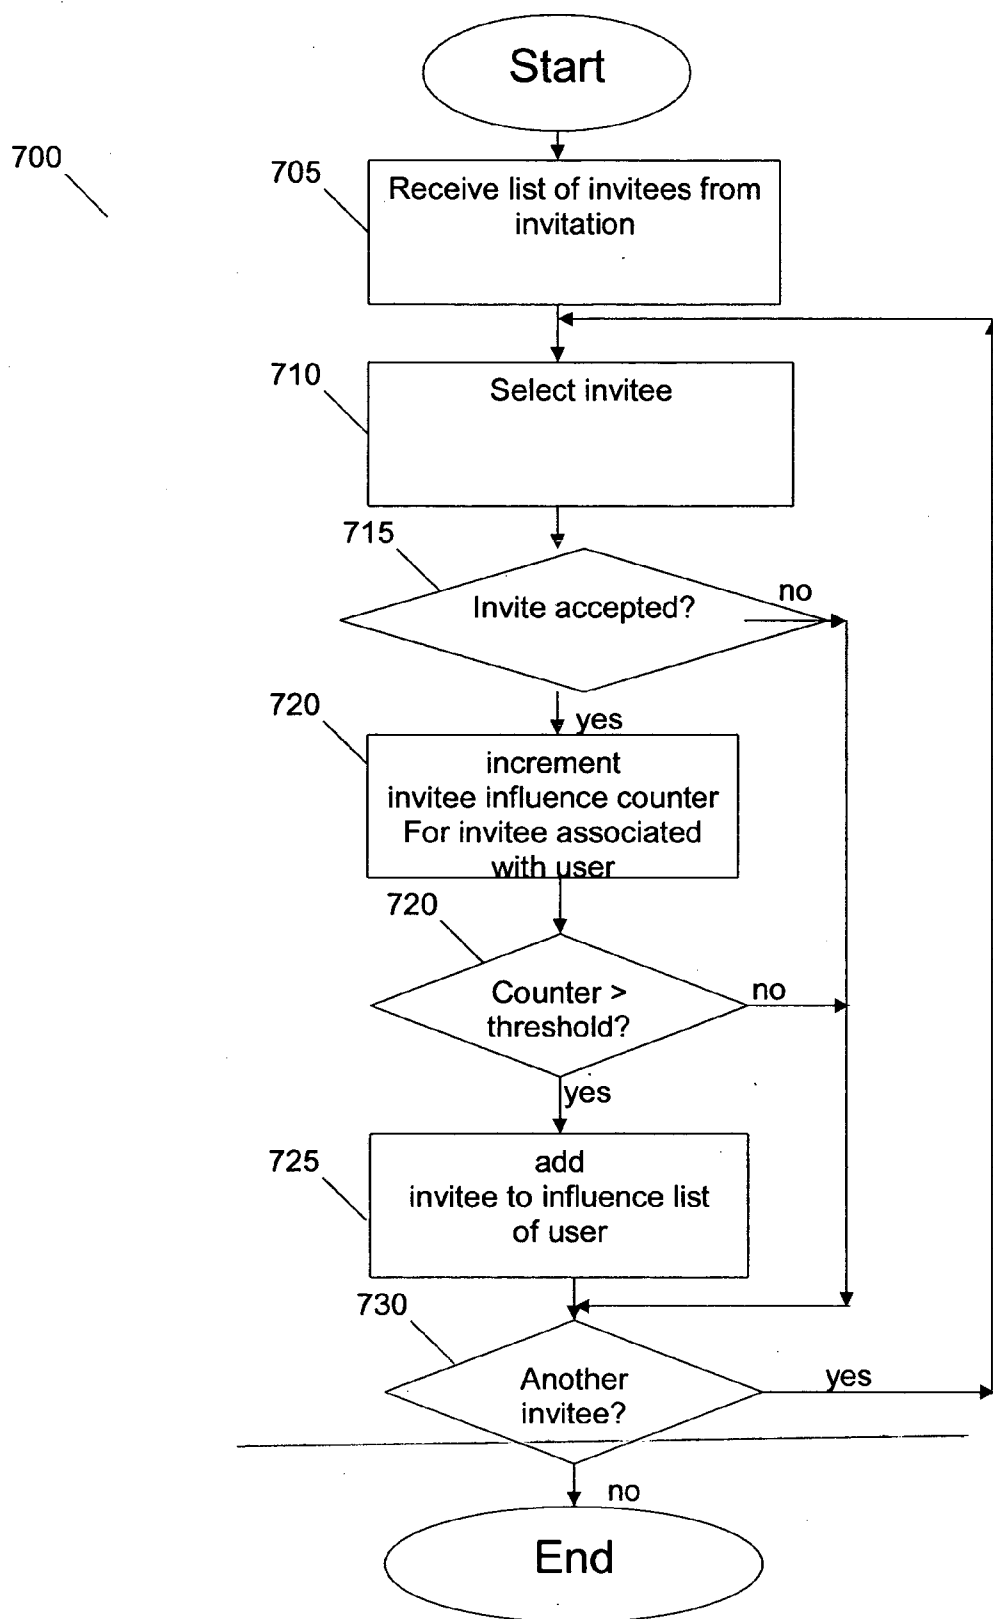 Start
700
705
Receive list of invitees from
invitation
710
Select invitee
715
Invite accepted?
no
yes
720
increment
invitee influence counter
For invitee associated
with user
720
Counter >
threshold?
no
yes
725
add
invitee to influence list
of user
730
Another
invitee?
yes
no
End